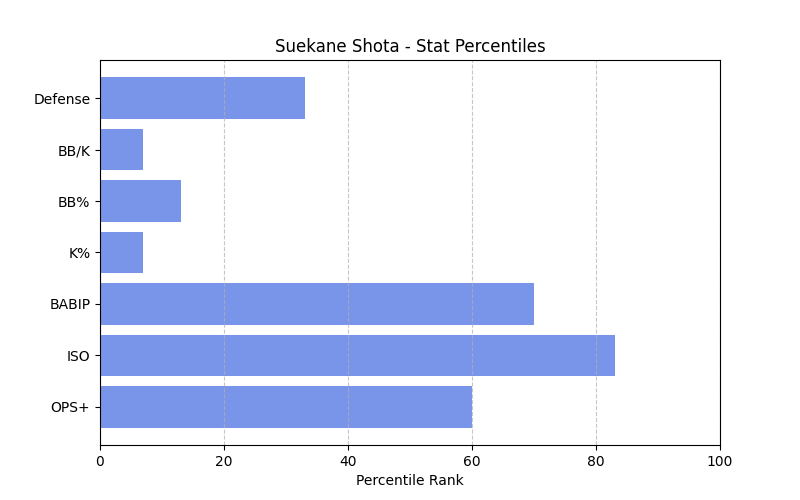 Suekane Shota - Stat Percentiles
Defense
BB/K
BB%
K%
BABIP
ISO
OPS+
0 20 40 60 80 100
Percentile Rank